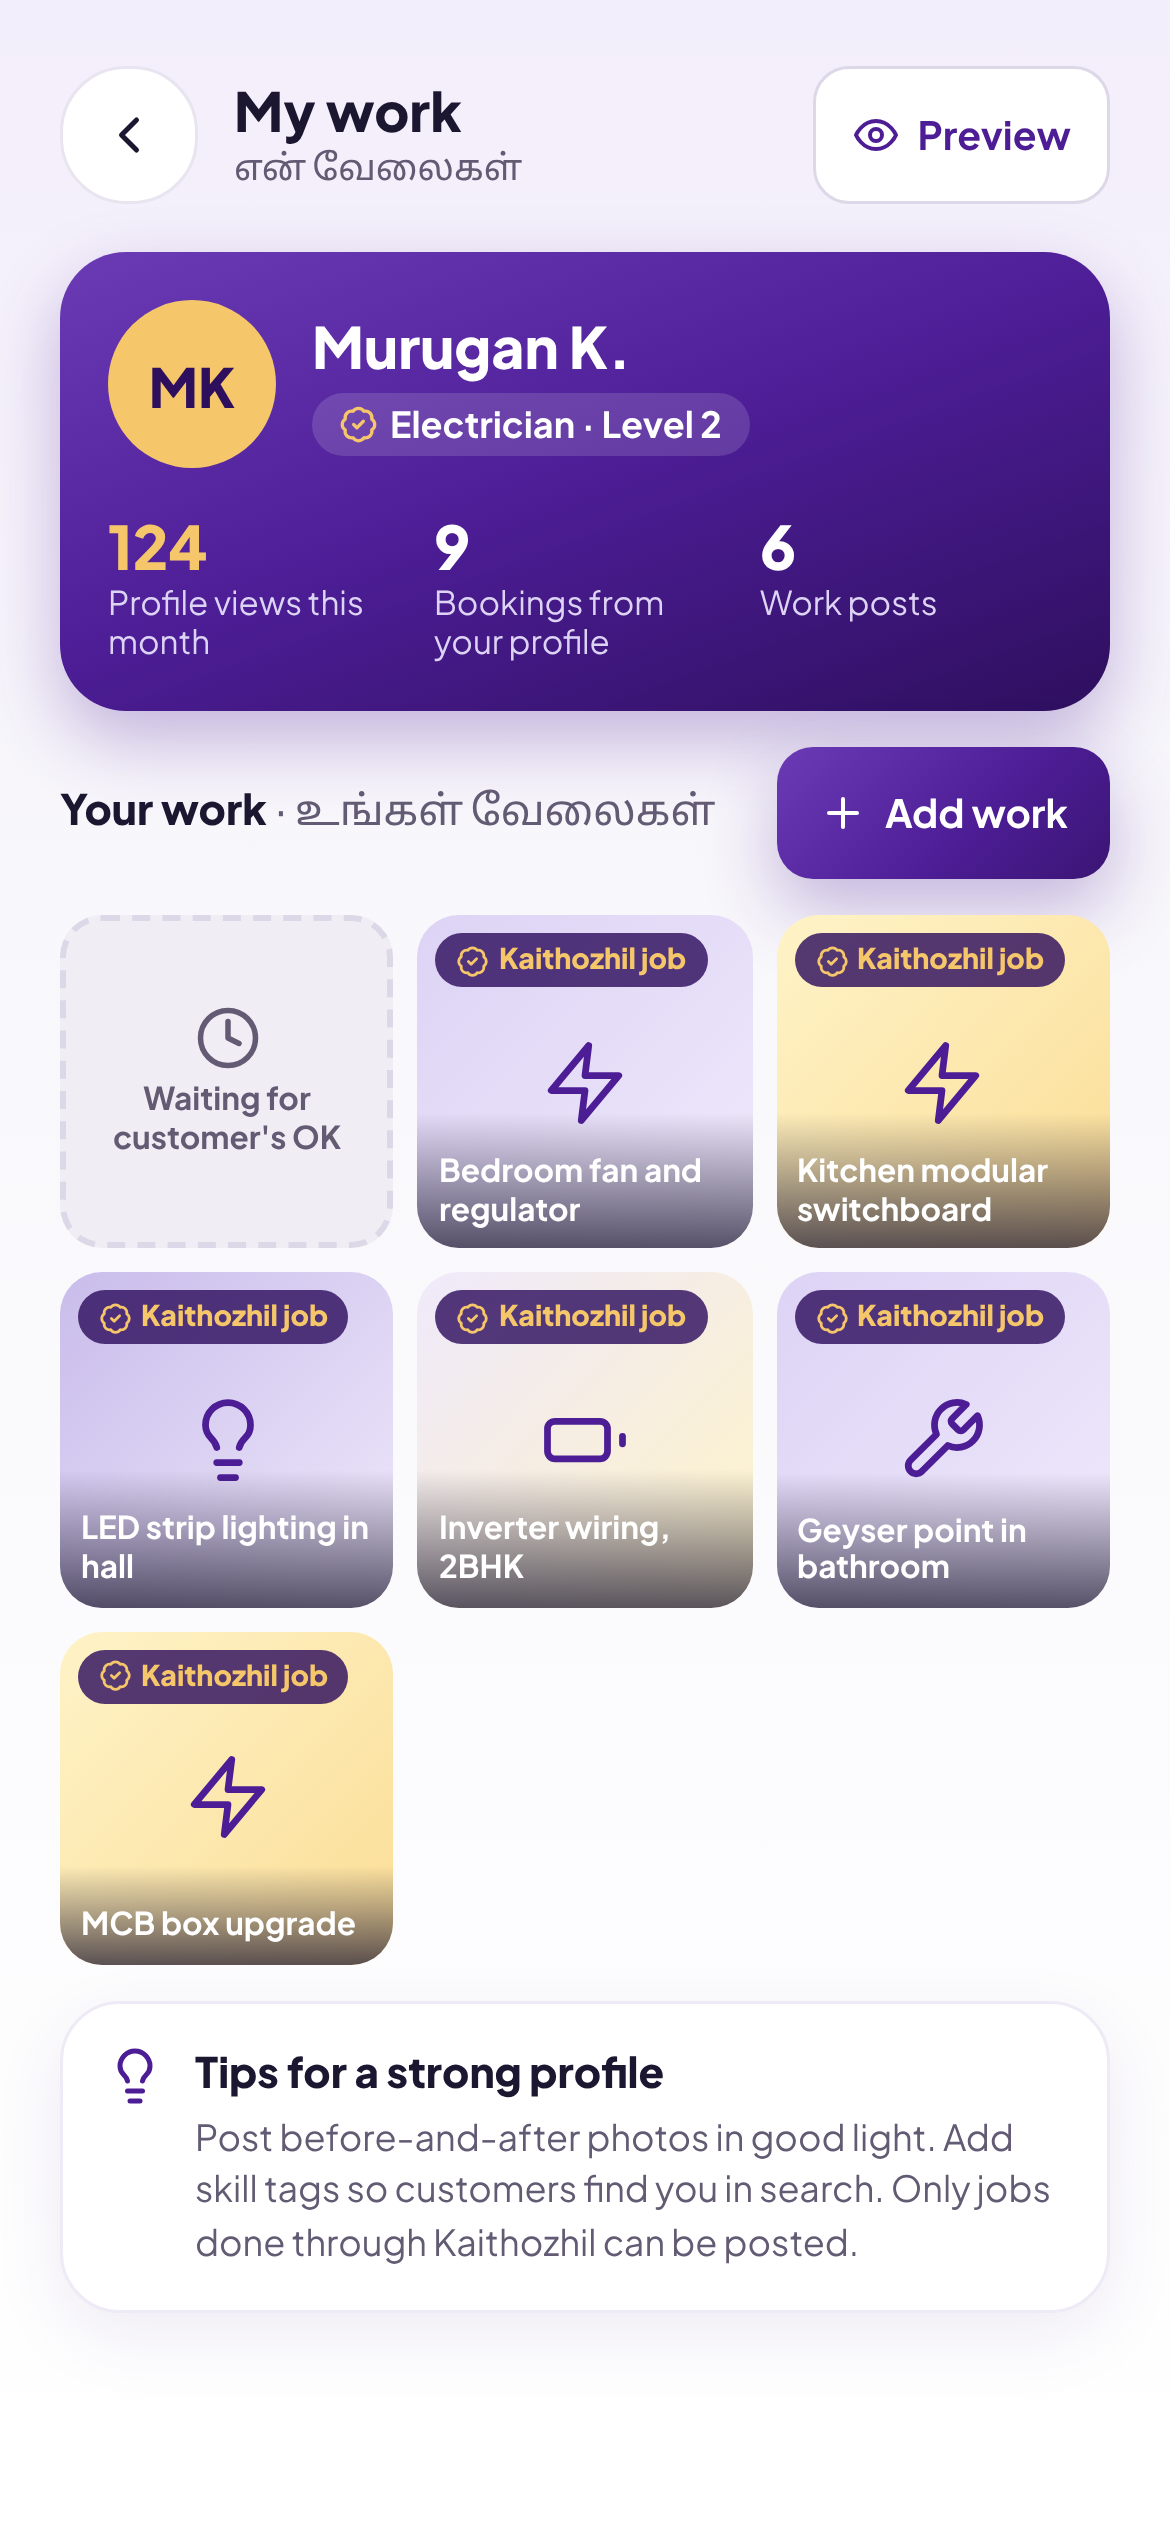 My work
என் வேலைகள்
Preview
MK
Murugan K.
Electrician · Level 2
124
Profile views this
month
9
Bookings from
your profile
6
Work posts
Your work · உங்கள் வேலைகள்
Add work
Waiting for
customer's OK
Kaithozhil job
Bedroom fan and
regulator
Kaithozhil job
Kitchen modular
switchboard
Kaithozhil job
LED strip lighting in
hall
Kaithozhil job
Inverter wiring,
2BHK
Kaithozhil job
Geyser point in
bathroom
Kaithozhil job
MCB box upgrade
Tips for a strong profile
Post before-and-after photos in good light. Add
skill tags so customers find you in search. Only jobs
done through Kaithozhil can be posted.